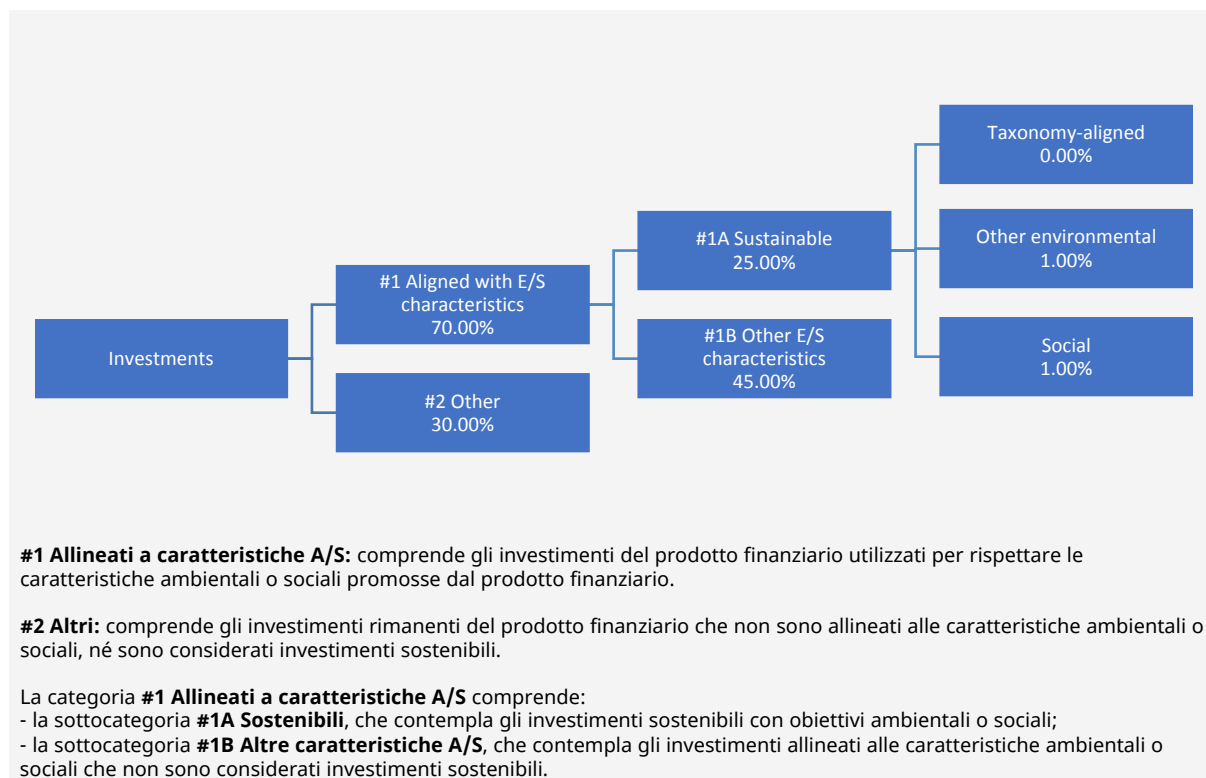 Taxonomy-aligned
0.00%
#1A Sustainable
25.00%
Other environmental
1.00%
#1 Aligned with E/S
characteristics
70.00%
Investments
#1B Other E/S
characteristics
45.00%
Social
1.00%
#2 Other
30.00%
#1 Allineati a caratteristiche A/S: comprende gli investimenti del prodotto finanziario utilizzati per rispettare le
caratteristiche ambientali o sociali promosse dal prodotto finanziario.
#2 Altri: comprende gli investimenti rimanenti del prodotto finanziario che non sono allineati alle caratteristiche ambientali o
sociali, né sono considerati investimenti sostenibili.
La categoria #1 Allineati a caratteristiche A/S comprende:
- la sottocategoria #1A Sostenibili, che contempla gli investimenti sostenibili con obiettivi ambientali o sociali;
- la sottocategoria #1B Altre caratteristiche A/S, che contempla gli investimenti allineati alle caratteristiche ambientali o
sociali che non sono considerati investimenti sostenibili.